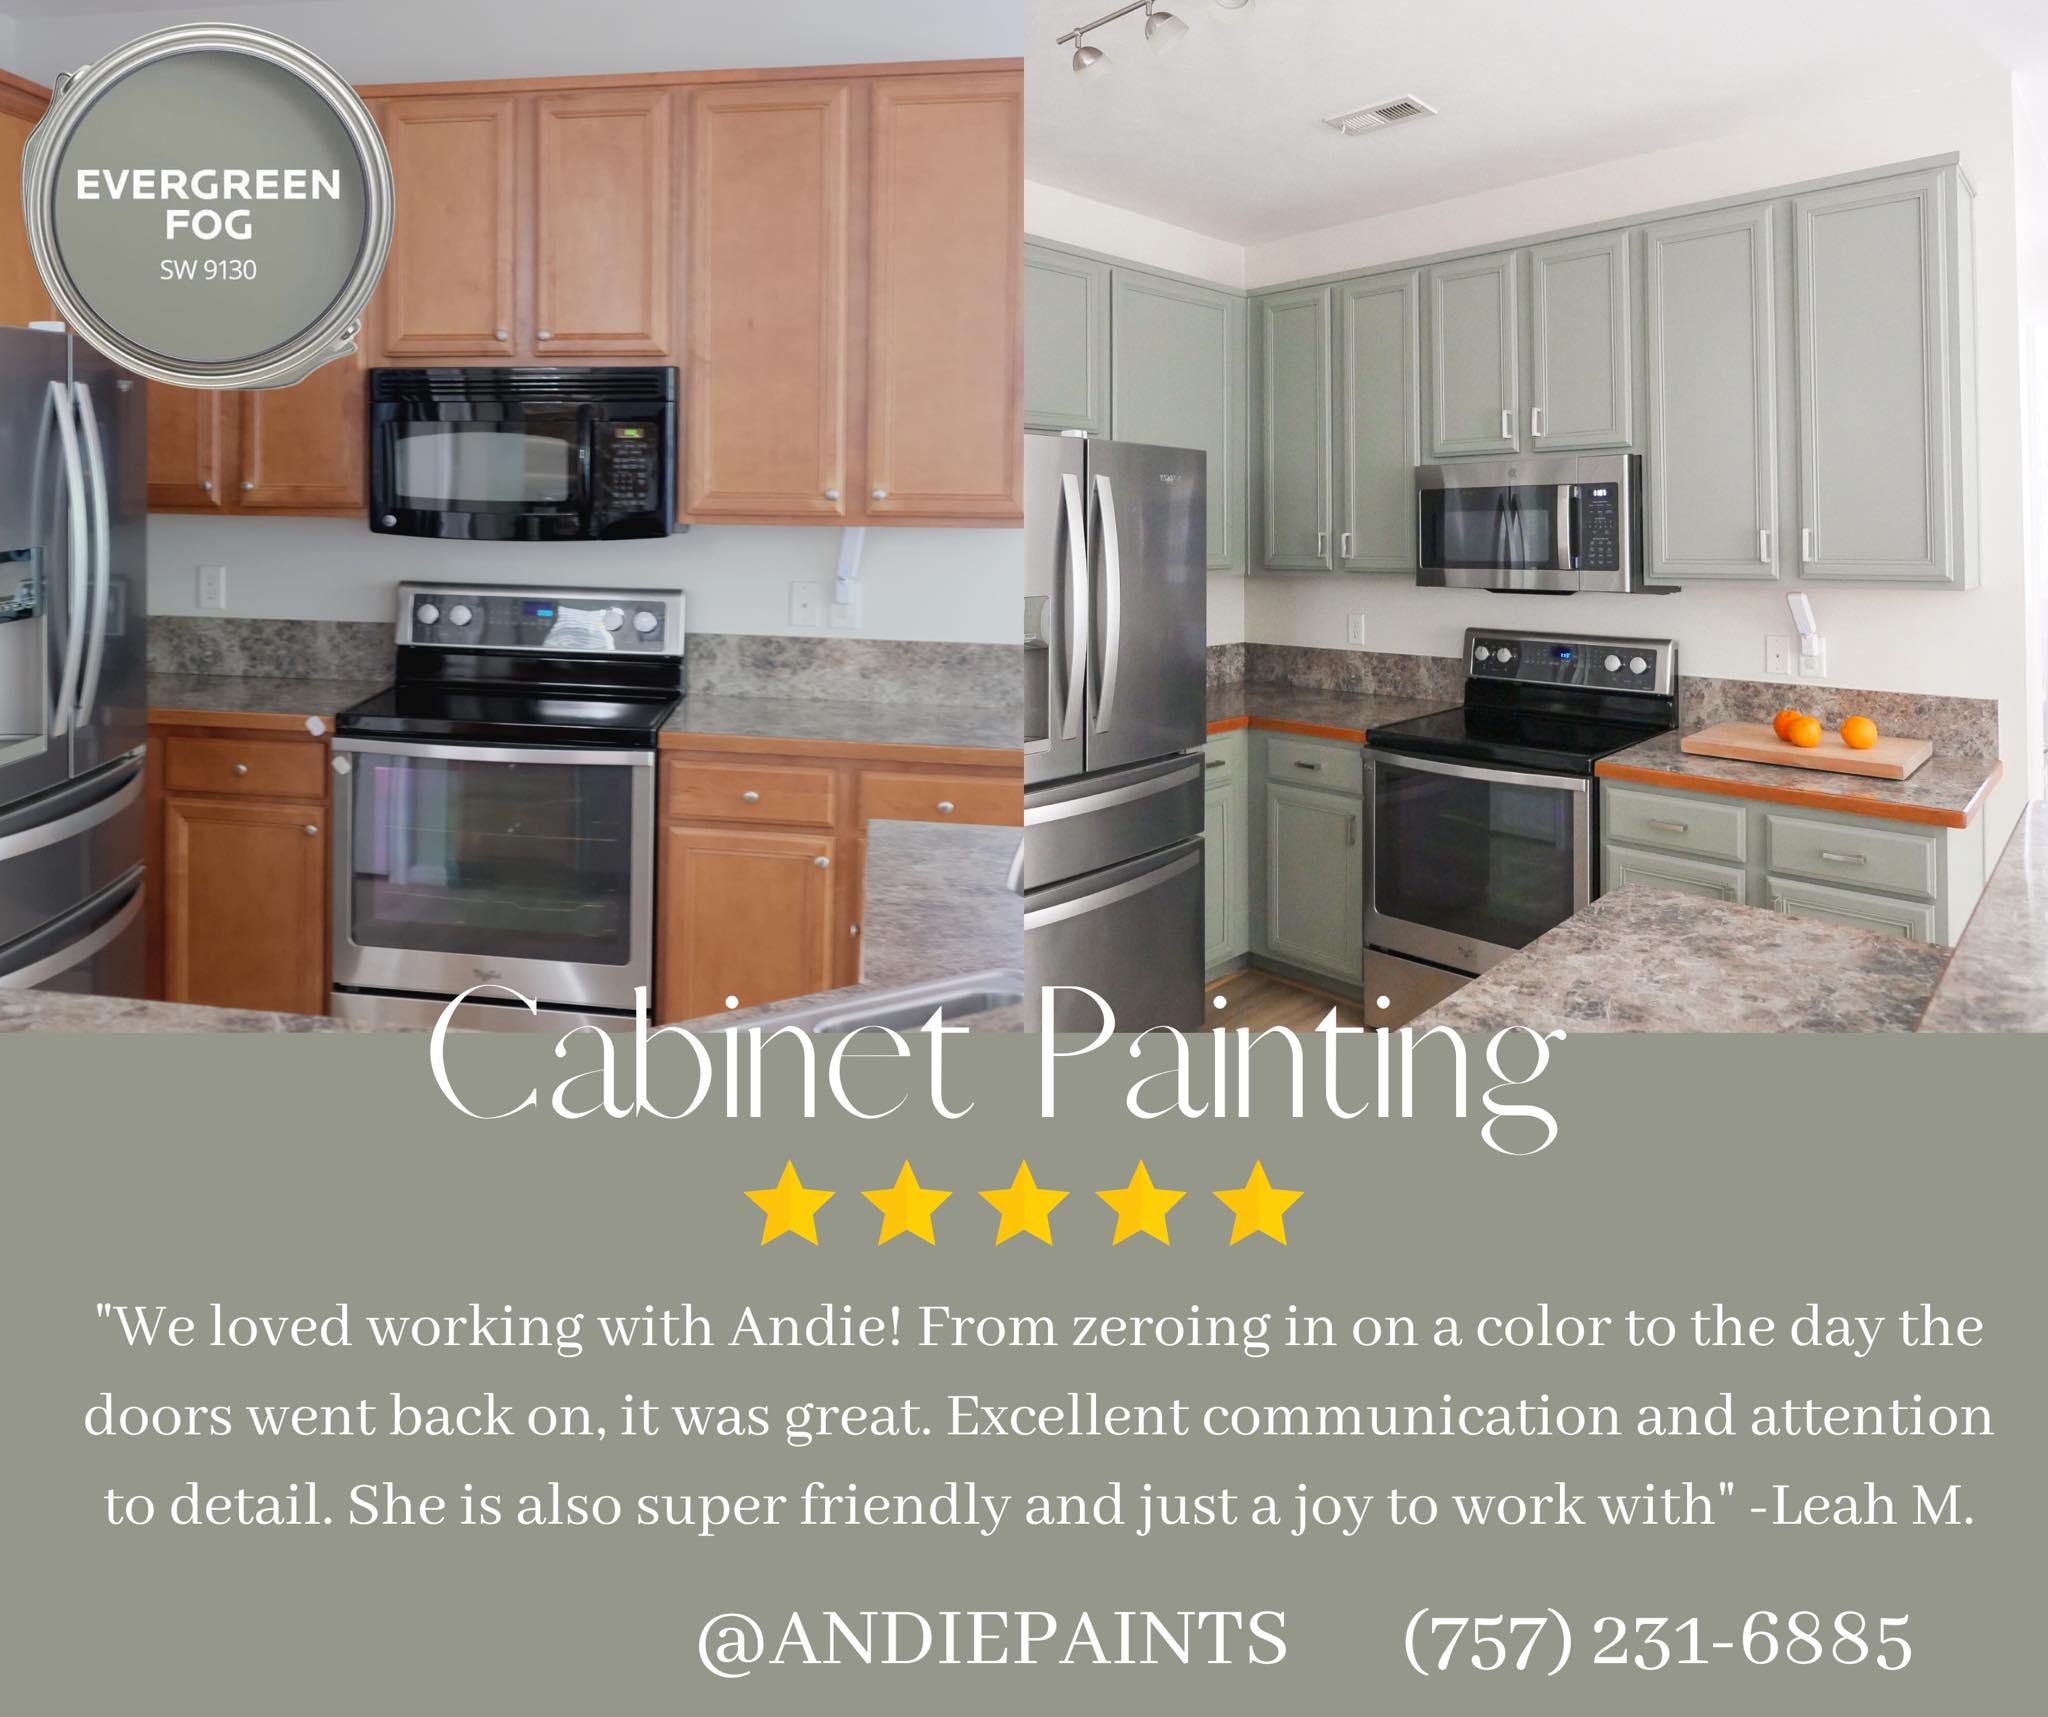 EVERGREEN
FOG
SW 9130
Cabinet Painting
"We loved working with Andie! From zeroing in on a color to the day the
doors went back on, it was great. Excellent communication and attention
to detail. She is also super friendly and just a joy to work with" -Leah M.
@ANDIEPAINTS (757) 231-6885